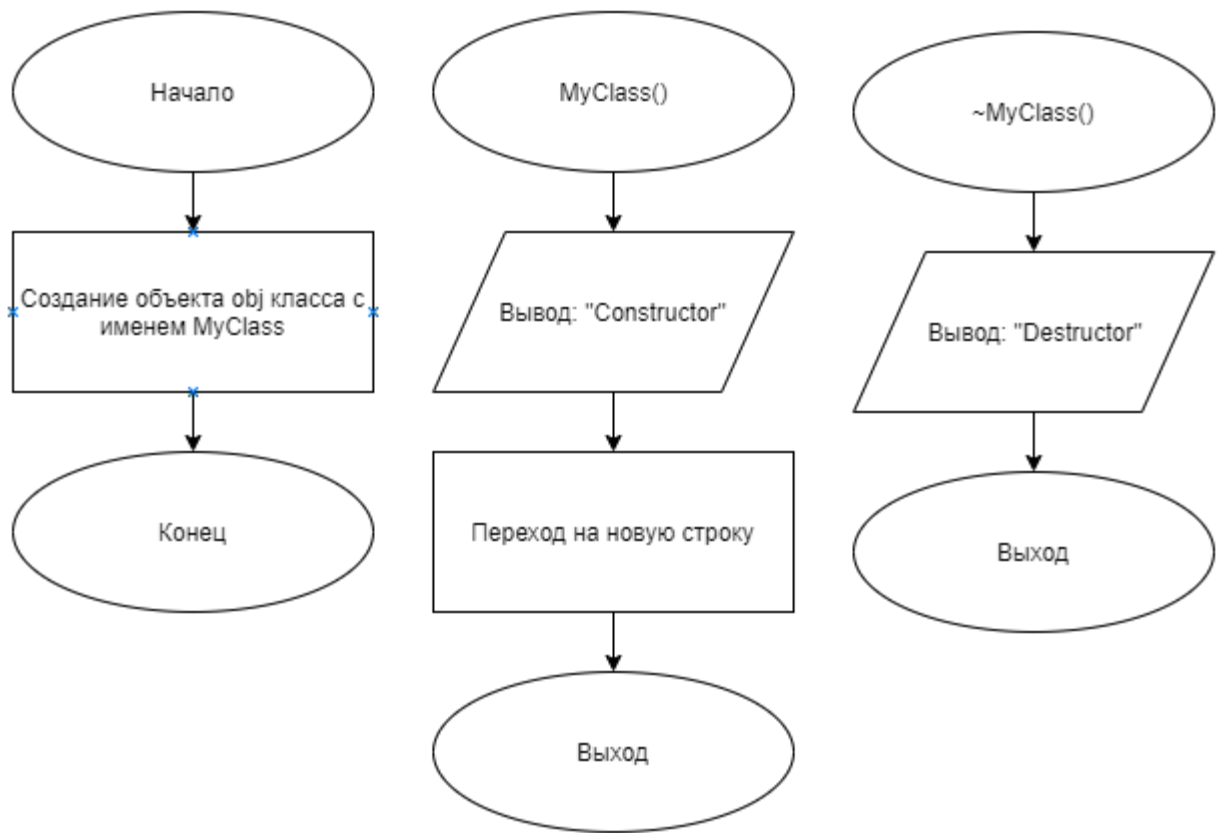 Начало
Создание объекта obj класса с
именем MyClass
Конец
MyClass()
Вывод: "Constructor"
Переход на новую строку
Выход
~MyClass()
Вывод: "Destructor"
Выход